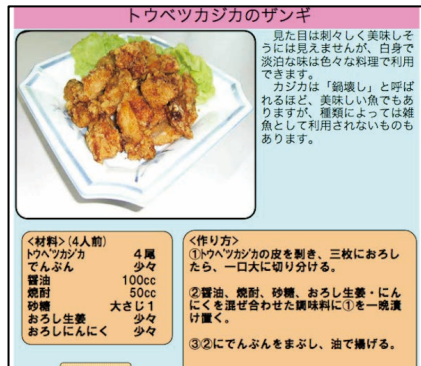 トウベツカジカのザンギ
見た目は刺々しく美味しそ
うには見えませんが、白身で
淡泊な味は色々な料理で利用
できます。
カジカは「鍋壊し」と呼ば
れるほど、美味しい魚でもあ
りますが、種類によっては雑
魚として利用されないものも
あります。
<材料>(4人前)
トウベツカジカ 4尾
でんぷん 少々
醤油 100cc
焼酎 50cc
砂糖 大さじ1
おろし生姜 少々
おろしにんにく 少々
<作り方>
①トウベツカジカの皮を剥き、三枚におろし
たら、一口大に切り分ける。
②醤油、焼酎、砂糖、おろし生姜・にん
にくを混ぜ合わせた調味料に①を一晩漬
け置く。
③②にでんぷんをまぶし、油で揚げる。